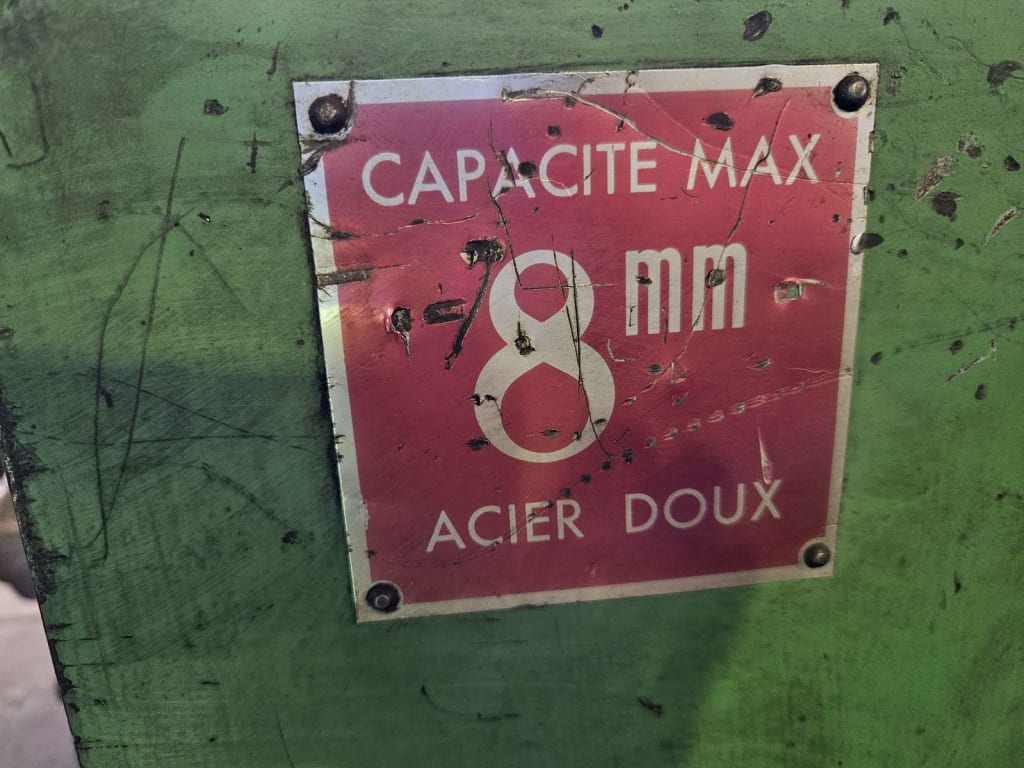 CAPACITE MAX
8 mm
ACIER DOUX